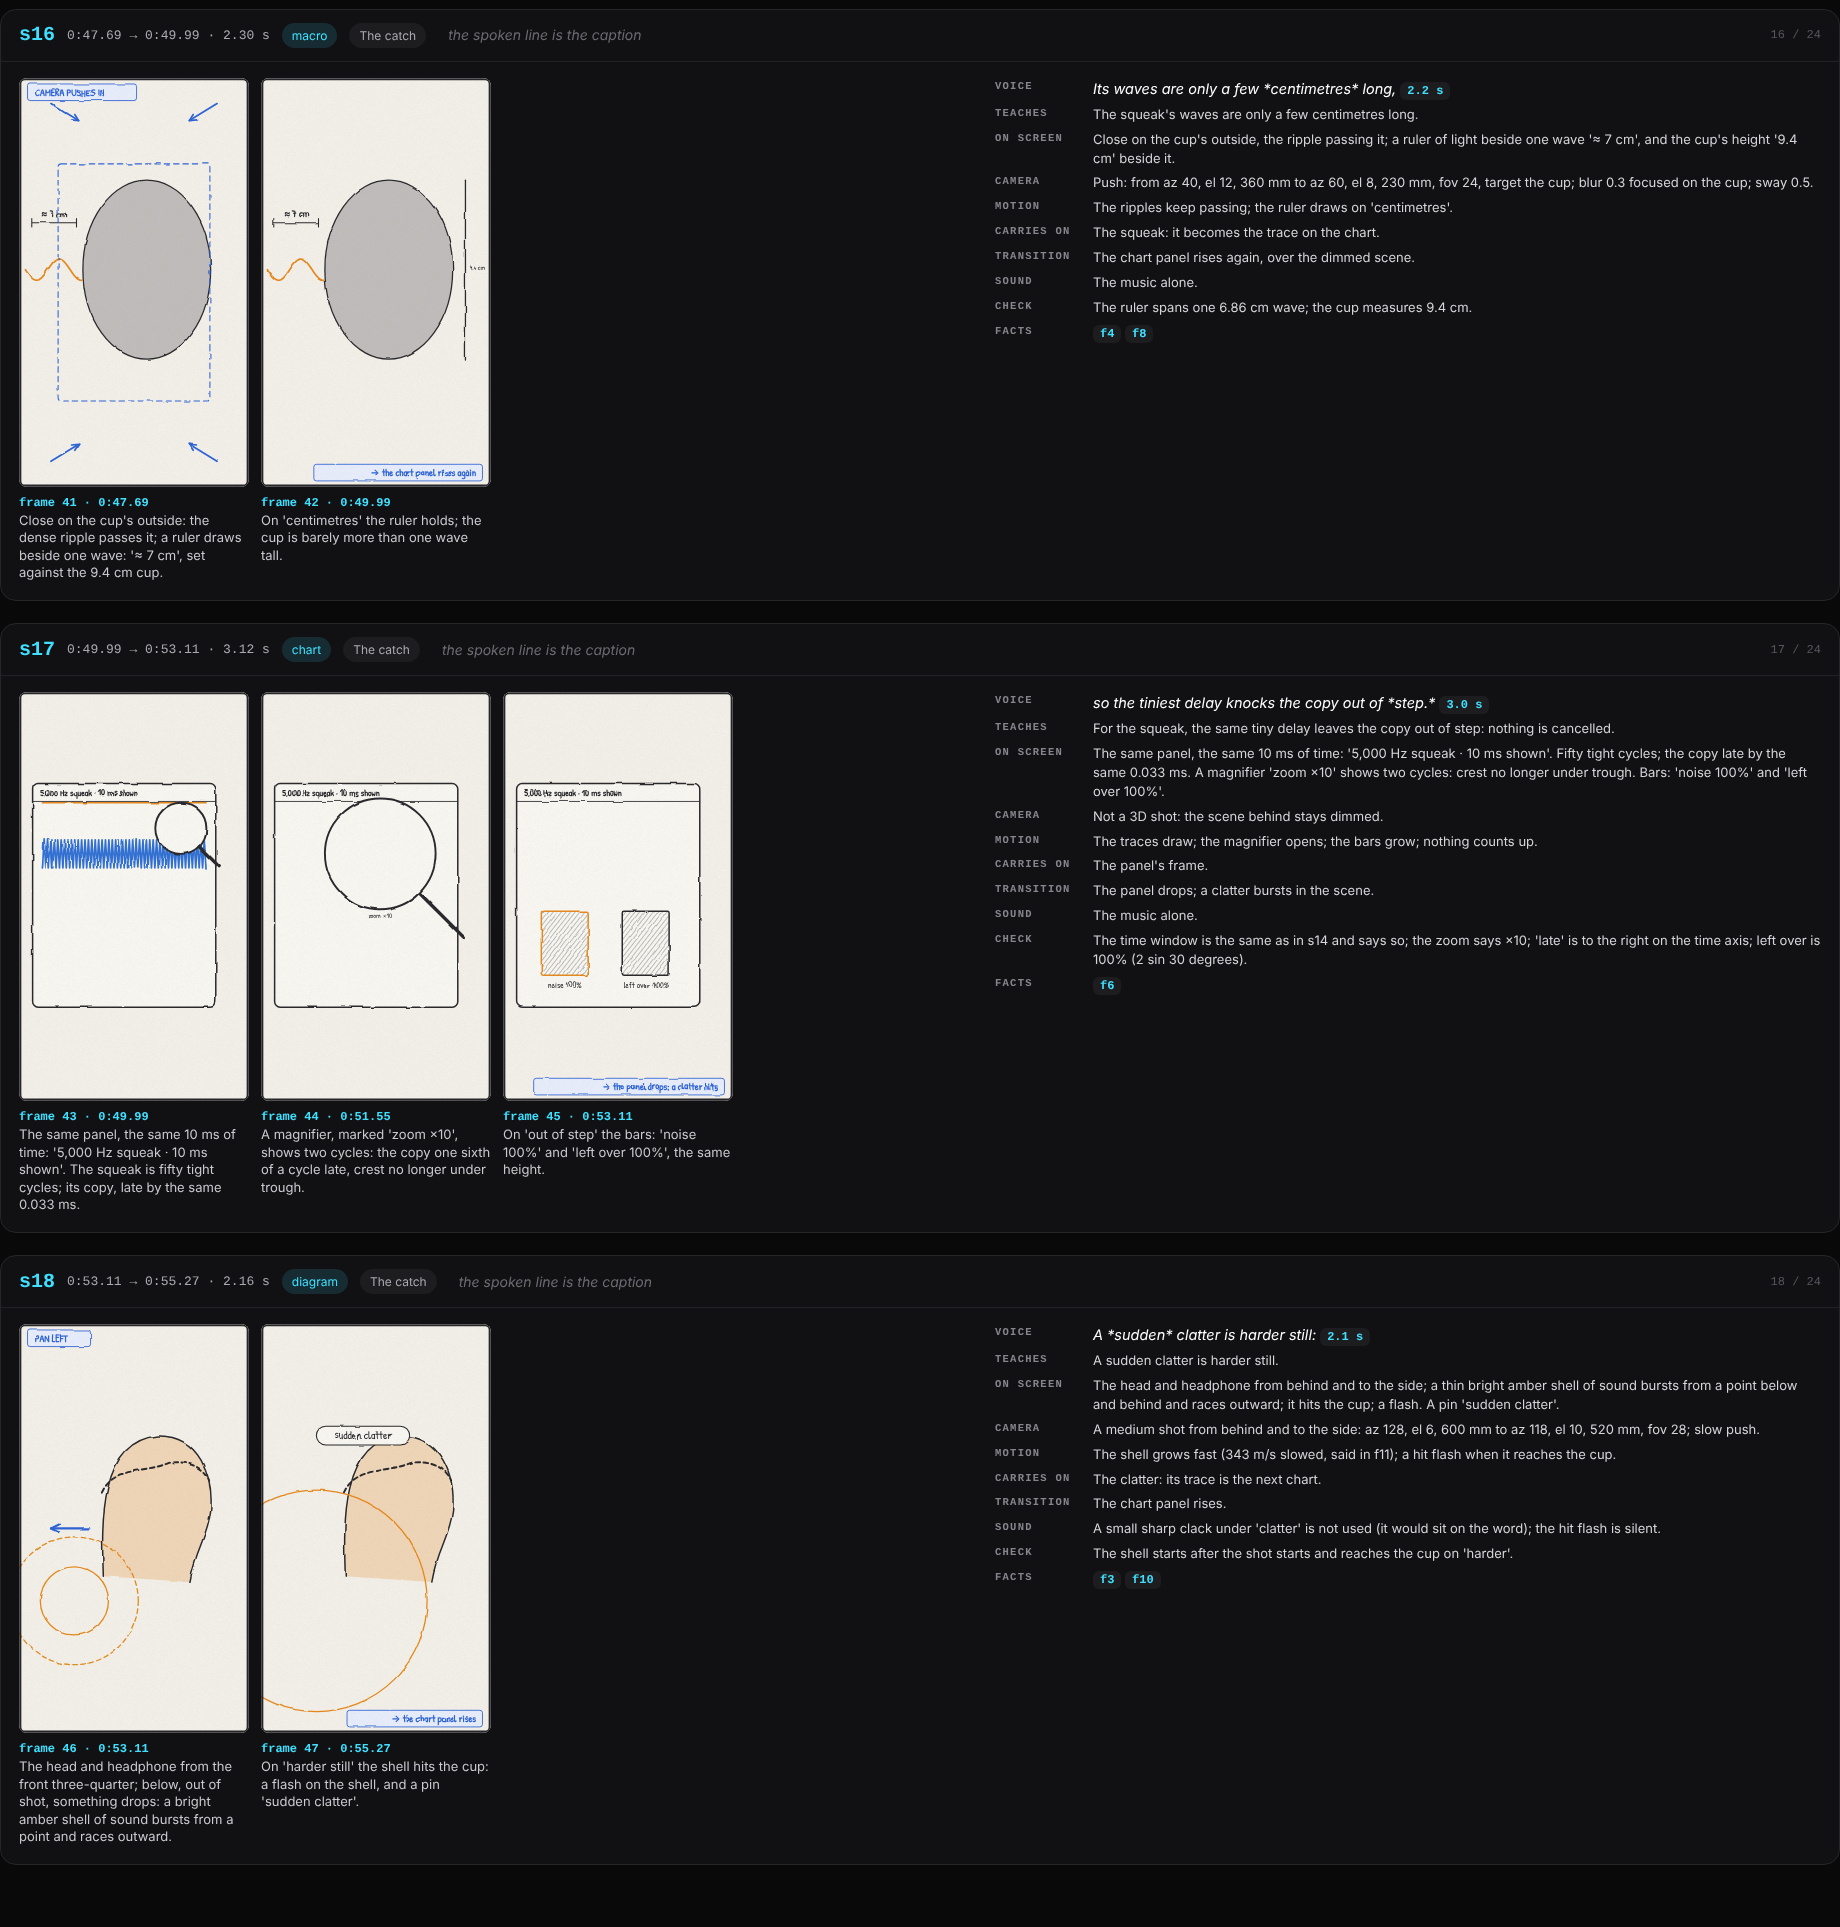 s16 0:47.69 → 0:49.99 · 2.30 s macro The catch the spoken line is the caption 16 / 24
CAMERA PUSHES IN
≈ 7 cm
≈ 7 cm
9.4 cm
→ the chart panel rises again
frame 41 · 0:47.69
Close on the cup's outside: the
dense ripple passes it; a ruler draws
beside one wave: '≈ 7 cm', set
against the 9.4 cm cup.
frame 42 · 0:49.99
On 'centimetres' the ruler holds; the
cup is barely more than one wave
tall.
VOICE Its waves are only a few *centimetres* long, 2.2 s
TEACHES The squeak's waves are only a few centimetres long.
ON SCREEN Close on the cup's outside, the ripple passing it; a ruler of light beside one wave '≈ 7 cm', and the cup's height '9.4
cm' beside it.
CAMERA Push: from az 40, el 12, 360 mm to az 60, el 8, 230 mm, fov 24, target the cup; blur 0.3 focused on the cup; sway 0.5.
MOTION The ripples keep passing; the ruler draws on 'centimetres'.
CARRIES ON The squeak: it becomes the trace on the chart.
TRANSITION The chart panel rises again, over the dimmed scene.
SOUND The music alone.
CHECK The ruler spans one 6.86 cm wave; the cup measures 9.4 cm.
FACTS f4 f8
s17 0:49.99 → 0:53.11 · 3.12 s chart The catch the spoken line is the caption 17 / 24
5,000 Hz squeak · 10 ms shown
5,000 Hz squeak · 10 ms shown
zoom ×10
5,000 Hz squeak · 10 ms shown
noise 100%
left over 100%
→ the panel drops; a clatter hits
frame 43 · 0:49.99
The same panel, the same 10 ms of
time: '5,000 Hz squeak · 10 ms
shown'. The squeak is fifty tight
cycles; its copy, late by the same
0.033 ms.
frame 44 · 0:51.55
A magnifier, marked 'zoom ×10',
shows two cycles: the copy one sixth
of a cycle late, crest no longer under
trough.
frame 45 · 0:53.11
On 'out of step' the bars: 'noise
100%' and 'left over 100%', the same
height.
VOICE so the tiniest delay knocks the copy out of *step.* 3.0 s
TEACHES For the squeak, the same tiny delay leaves the copy out of step: nothing is cancelled.
ON SCREEN The same panel, the same 10 ms of time: '5,000 Hz squeak · 10 ms shown'. Fifty tight cycles; the copy late by the
same 0.033 ms. A magnifier 'zoom ×10' shows two cycles: crest no longer under trough. Bars: 'noise 100%' and 'left
over 100%'.
CAMERA Not a 3D shot: the scene behind stays dimmed.
MOTION The traces draw; the magnifier opens; the bars grow; nothing counts up.
CARRIES ON The panel's frame.
TRANSITION The panel drops; a clatter bursts in the scene.
SOUND The music alone.
CHECK The time window is the same as in s14 and says so; the zoom says ×10; 'late' is to the right on the time axis; left over is
100% (2 sin 30 degrees).
FACTS f6
s18 0:53.11 → 0:55.27 · 2.16 s diagram The catch the spoken line is the caption 18 / 24
PAN LEFT
sudden clatter
→ the chart panel rises
frame 46 · 0:53.11
The head and headphone from the
front three-quarter; below, out of
shot, something drops: a bright
amber shell of sound bursts from a
point and races outward.
frame 47 · 0:55.27
On 'harder still' the shell hits the cup:
a flash on the shell, and a pin
'sudden clatter'.
VOICE A *sudden* clatter is harder still: 2.1 s
TEACHES A sudden clatter is harder still.
ON SCREEN The head and headphone from behind and to the side; a thin bright amber shell of sound bursts from a point below
and behind and races outward; it hits the cup; a flash. A pin 'sudden clatter'.
CAMERA A medium shot from behind and to the side: az 128, el 6, 600 mm to az 118, el 10, 520 mm, fov 28; slow push.
MOTION The shell grows fast (343 m/s slowed, said in f11); a hit flash when it reaches the cup.
CARRIES ON The clatter: its trace is the next chart.
TRANSITION The chart panel rises.
SOUND A small sharp clack under 'clatter' is not used (it would sit on the word); the hit flash is silent.
CHECK The shell starts after the shot starts and reaches the cup on 'harder'.
FACTS f3 f10